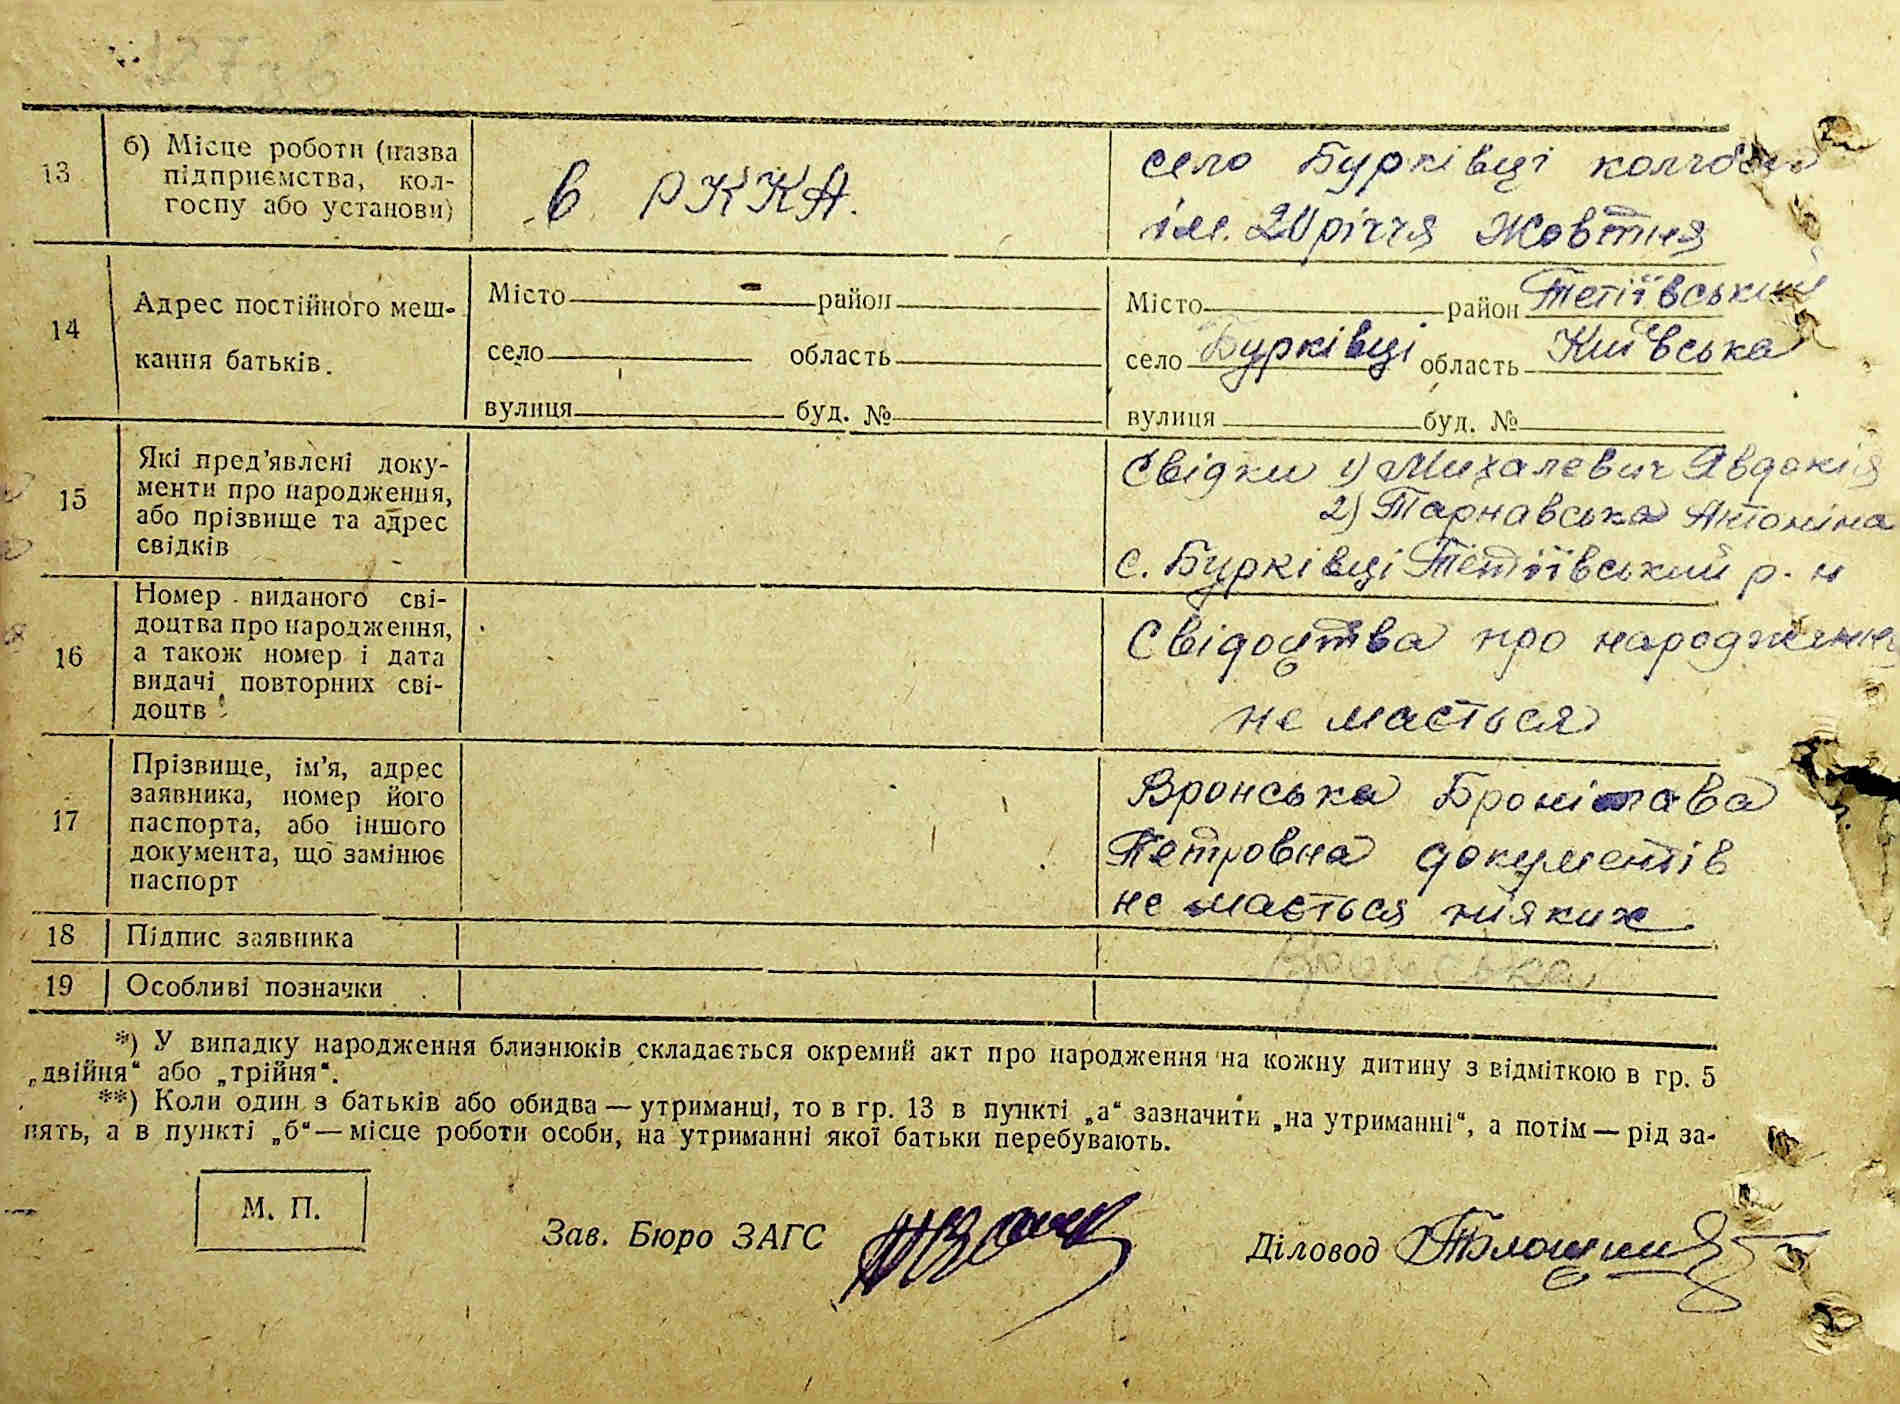 13
б) Місце роботи (назва
підприємства, кол-
госпу або установи)
в РККА.
село Бурківці колгосп
ім. 20 річчя Жовтня
14
Адрес постійного меш-
кання батьків.
Місто район
село область
вулиця буд. №
Місто район Тетіївський
село Бурківці область Київська
вулиця буд. №
15
Які пред’явлені доку-
менти про народження,
або прізвище та адрес
свідків
Свідки 1) Михалевич Явдокія
2) Тарнавська Антоніна
с. Бурківці Тетіївський р-н
16
Номер виданого сві-
доцтва про народження,
а також номер і дата
видачі повторних сві-
доцтв
Свідоцтва про народження
не мається
17
Прізвище, ім’я, адрес
заявника, номер його
паспорта, або іншого
документа, що замінює
паспорт
Вронська Броніслава
Петровна документів
не мається ніяких
18
Підпис заявника
Вронська
19
Особливі позначки
*) У випадку народження близнюків складається окремий акт про народження на кожну дитину з відміткою в гр. 5
„двійня“ або „трійня“.
**) Коли один з батьків або обидва — утриманці, то в гр. 13 в пункті „а“ зазначити „на утриманні“, а потім — рід за-
нять, а в пункті „б“ — місце роботи особи, на утриманні якої батьки перебувають.
М. П.
Зав. Бюро ЗАГС
Діловод